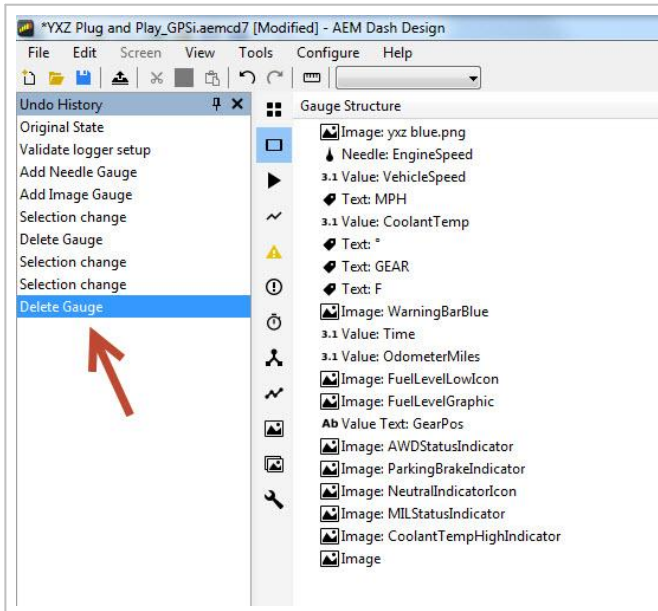 *YXZ Plug and Play_GPSi.aemcd7 [Modified] - AEM Dash Design
File Edit Screen View Tools Configure Help
Undo History
Original State
Validate logger setup
Add Needle Gauge
Add Image Gauge
Selection change
Delete Gauge
Selection change
Selection change
Delete Gauge
Gauge Structure
Image: yxz blue.png
Needle: EngineSpeed
3.1 Value: VehicleSpeed
Text: MPH
3.1 Value: CoolantTemp
Text: °
Text: GEAR
Text: F
Image: WarningBarBlue
3.1 Value: Time
3.1 Value: OdometerMiles
Image: FuelLevelLowIcon
Image: FuelLevelGraphic
Ab Value Text: GearPos
Image: AWDStatusIndicator
Image: ParkingBrakeIndicator
Image: NeutralIndicatorIcon
Image: MILStatusIndicator
Image: CoolantTempHighIndicator
Image